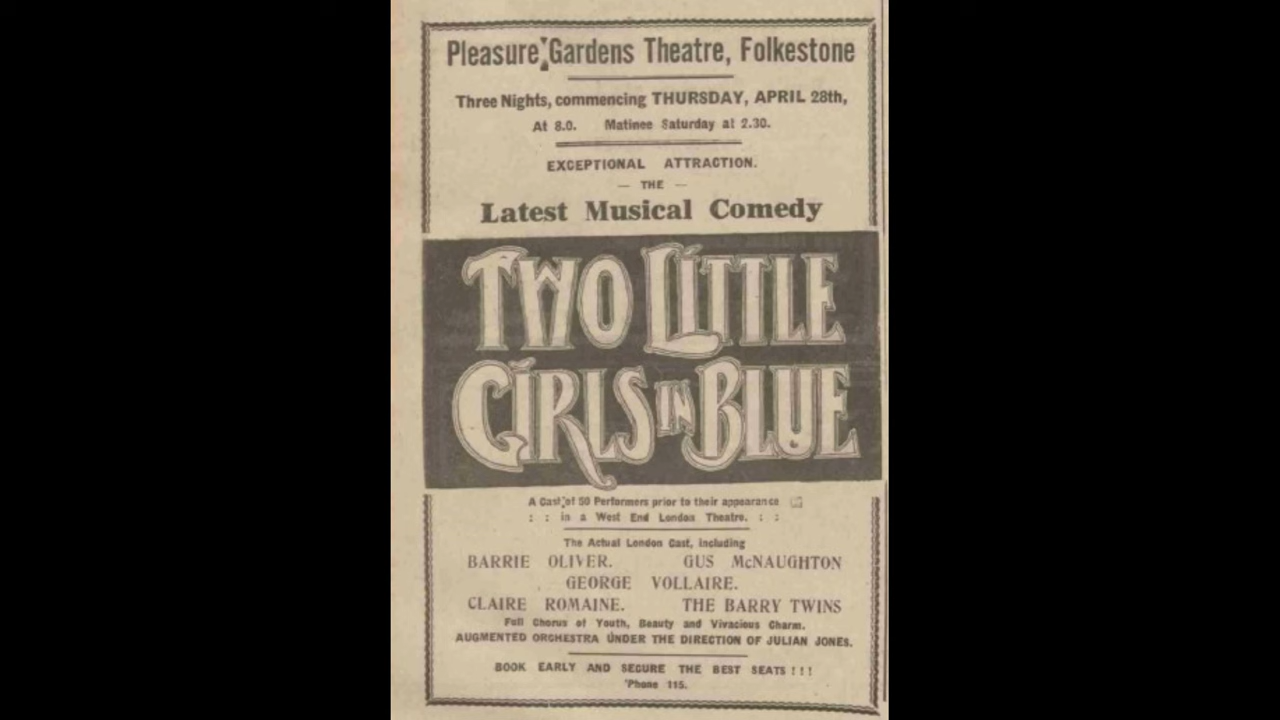 Pleasure Gardens Theatre, Folkestone
Three Nights, commencing THURSDAY, APRIL 28th,
At 8.0. Matinee Saturday at 2.30.
EXCEPTIONAL ATTRACTION.
— THE —
Latest Musical Comedy
TWO LITTLE
GIRLS IN BLUE
A Cast of 50 Performers prior to their appearance
: : in a West End London Theatre. : :
The Actual London Cast, including
BARRIE OLIVER. GUS McNAUGHTON
GEORGE VOLLAIRE.
CLAIRE ROMAINE. THE BARRY TWINS
Full Chorus of Youth, Beauty and Vivacious Charm.
AUGMENTED ORCHESTRA UNDER THE DIRECTION OF JULIAN JONES.
BOOK EARLY AND SECURE THE BEST SEATS ! ! !
'Phone 115.